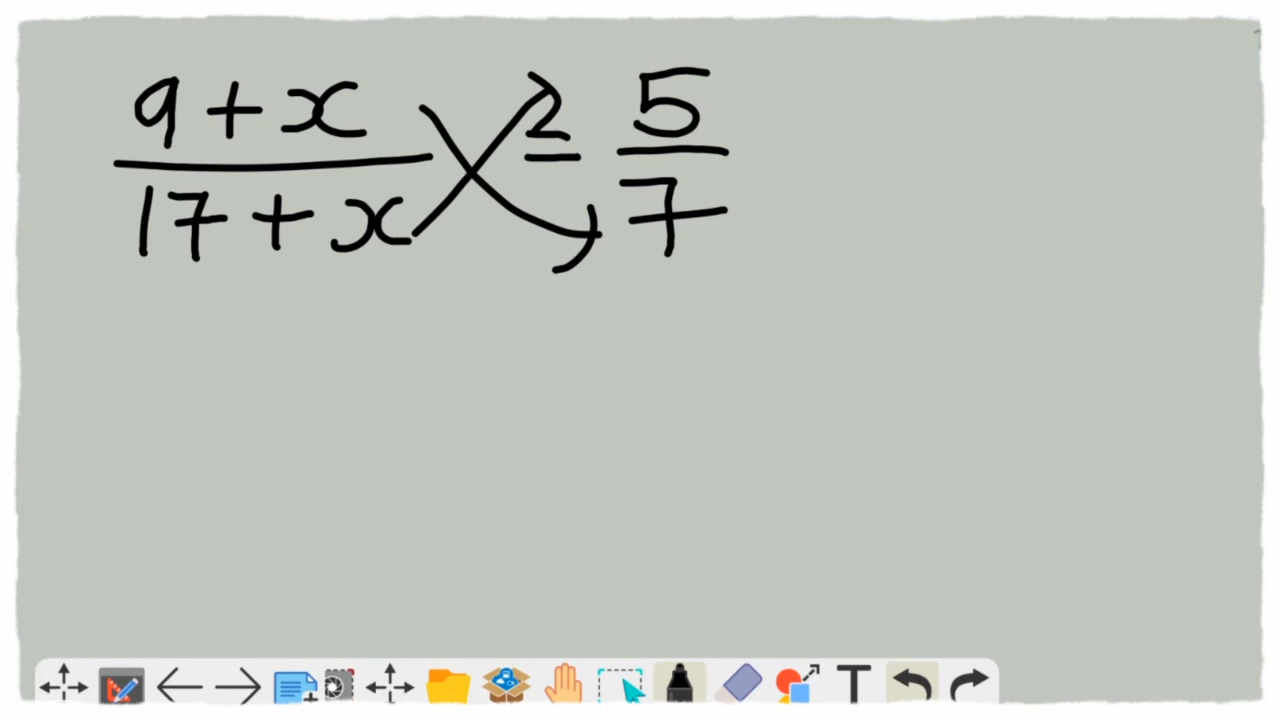 9 + x = 5
17 + x 7